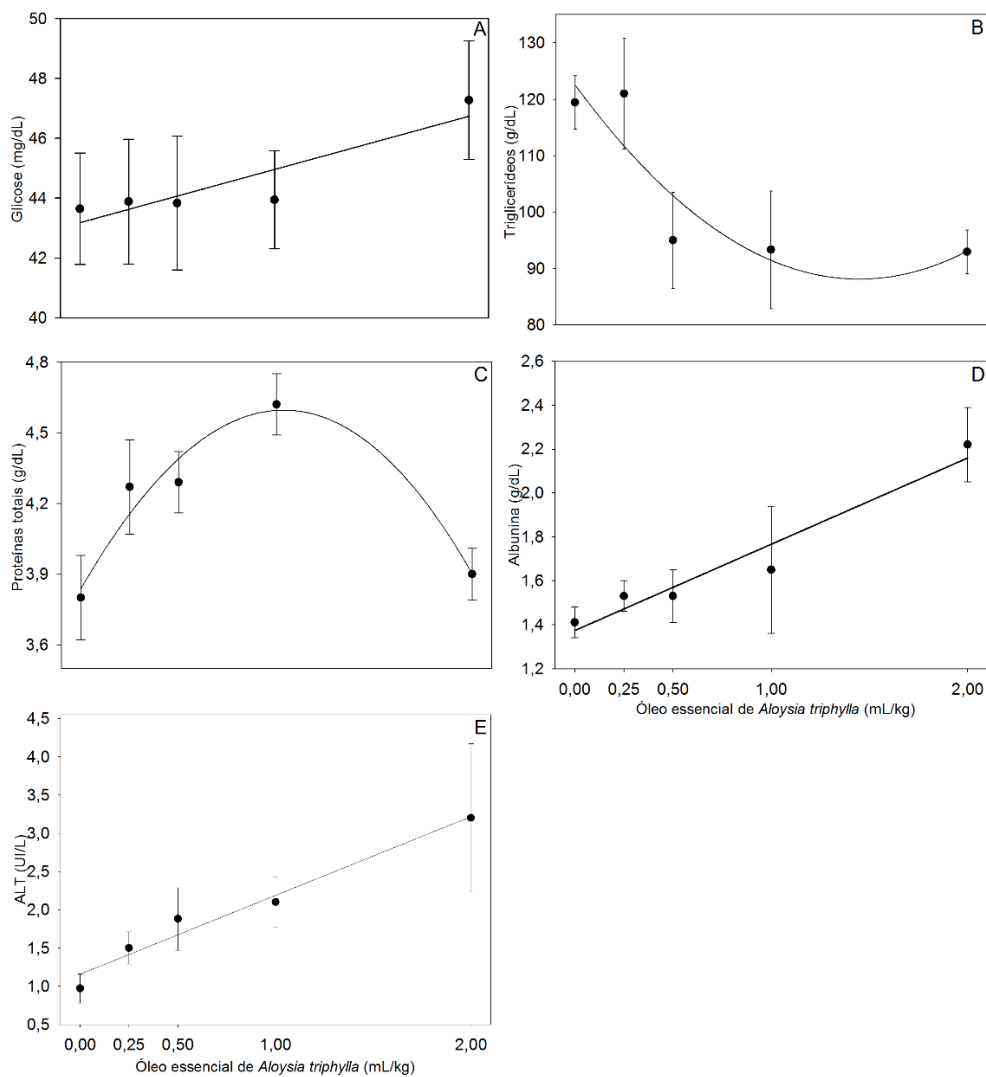 A
Glicose (mg/dL)
50
48
46
44
42
40
B
Triglicerídeos (g/dL)
130
120
110
100
90
80
C
Proteínas totais (g/dL)
4,8
4,5
4,2
3,9
3,6
D
Albunina (g/dL)
2,6
2,4
2,2
2,0
1,8
1,6
1,4
1,2
0,00 0,25 0,50 1,00 2,00
Óleo essencial de Aloysia triphylla (mL/kg)
E
ALT (UI/L)
4,5
4,0
3,5
3,0
2,5
2,0
1,5
1,0
0,5
0,00 0,25 0,50 1,00 2,00
Óleo essencial de Aloysia triphylla (mL/kg)